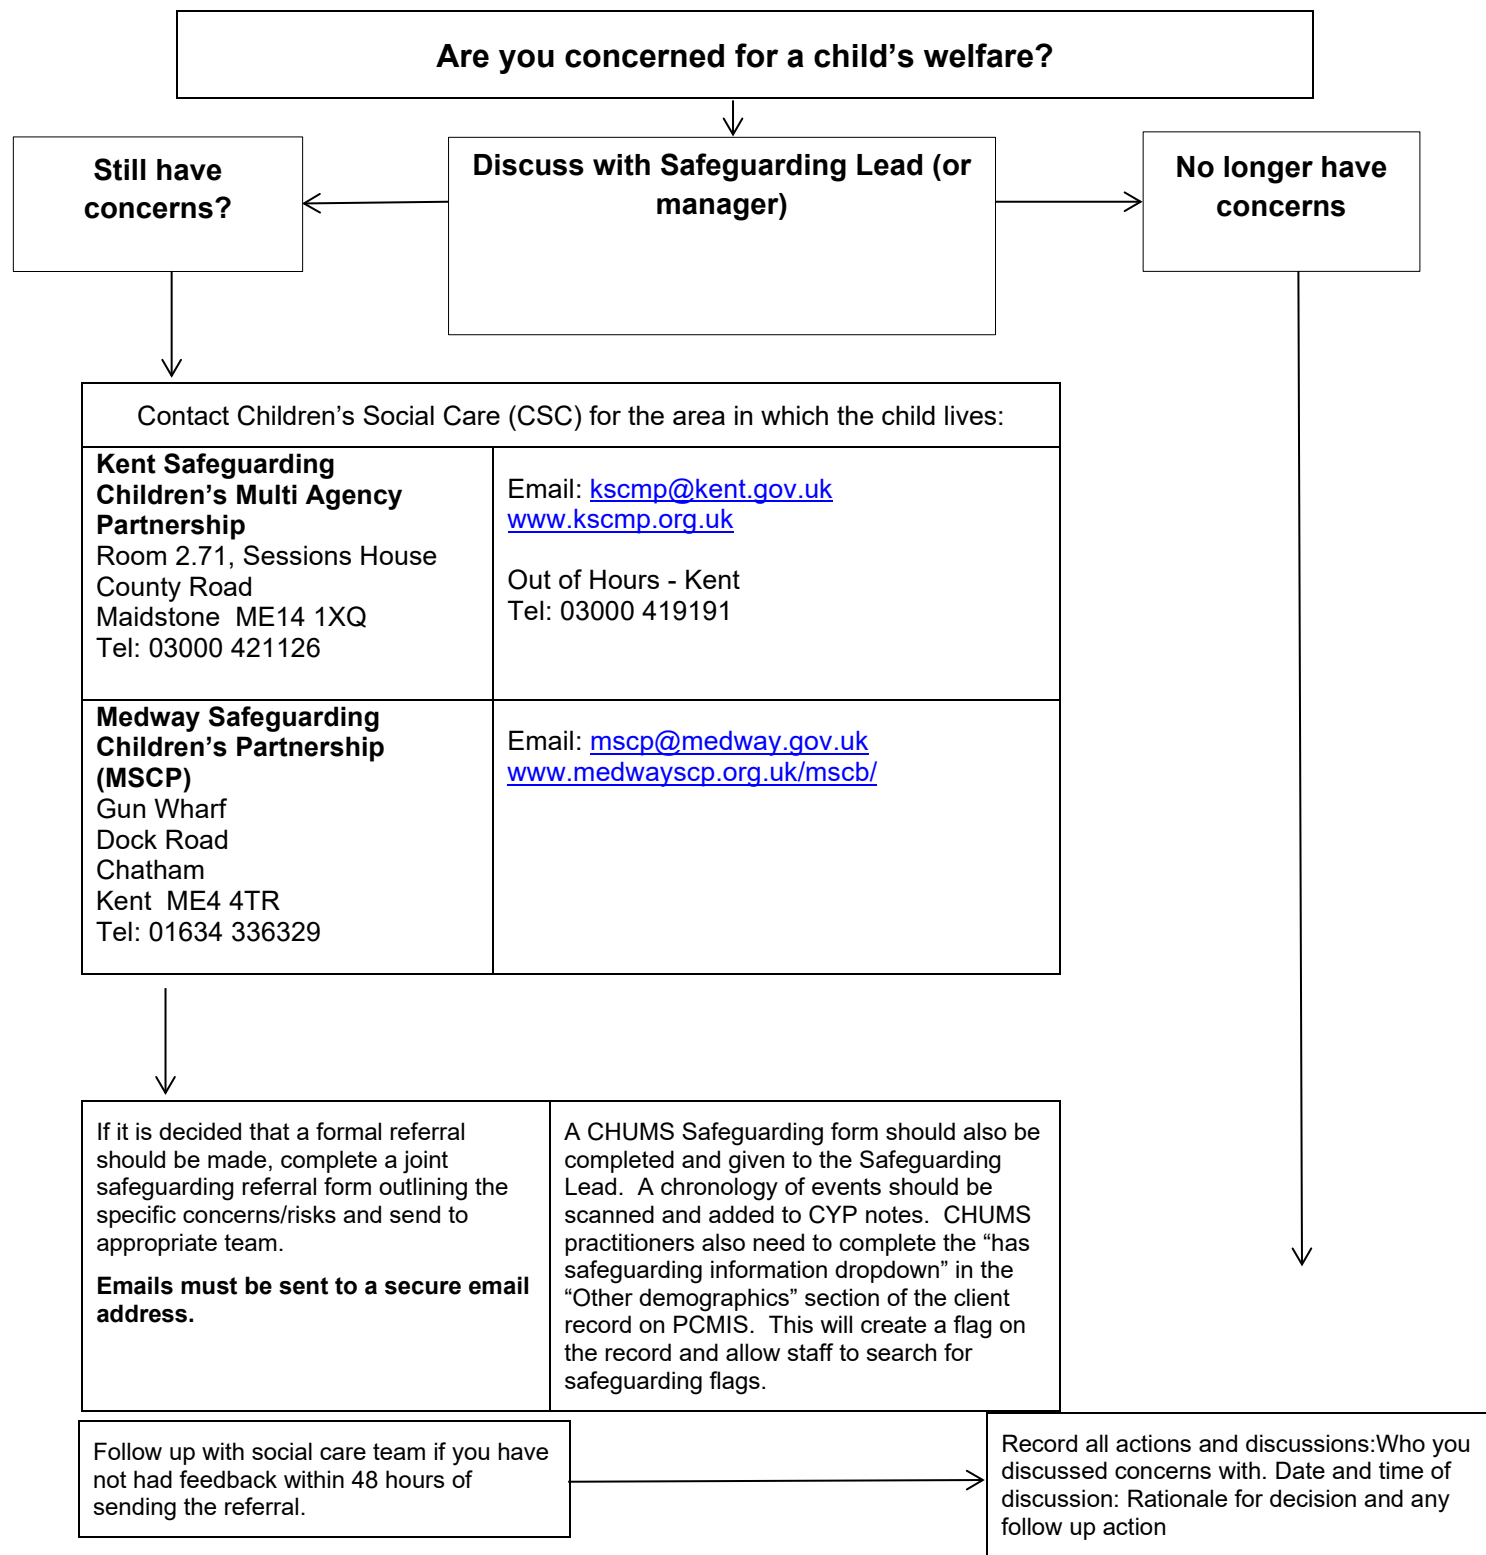 Are you concerned for a child’s welfare?
Still have
concerns?
Discuss with Safeguarding Lead (or
manager)
No longer have
concerns
Contact Children’s Social Care (CSC) for the area in which the child lives:
Kent Safeguarding
Children’s Multi Agency
Partnership
Room 2.71, Sessions House
County Road
Maidstone  ME14 1XQ
Tel: 03000 421126
Email: kscmp@kent.gov.uk
www.kscmp.org.uk
Out of Hours - Kent
Tel: 03000 419191
Medway Safeguarding
Children’s Partnership
(MSCP)
Gun Wharf
Dock Road
Chatham
Kent  ME4 4TR
Tel: 01634 336329
Email: mscp@medway.gov.uk
www.medwayscp.org.uk/mscb/
If it is decided that a formal referral
should be made, complete a joint
safeguarding referral form outlining the
specific concerns/risks and send to
appropriate team.
Emails must be sent to a secure email
address.
A CHUMS Safeguarding form should also be
completed and given to the Safeguarding
Lead.  A chronology of events should be
scanned and added to CYP notes.  CHUMS
practitioners also need to complete the “has
safeguarding information dropdown” in the
“Other demographics” section of the client
record on PCMIS.  This will create a flag on
the record and allow staff to search for
safeguarding flags.
Follow up with social care team if you have
not had feedback within 48 hours of
sending the referral.
Record all actions and discussions:Who you
discussed concerns with. Date and time of
discussion: Rationale for decision and any
follow up action